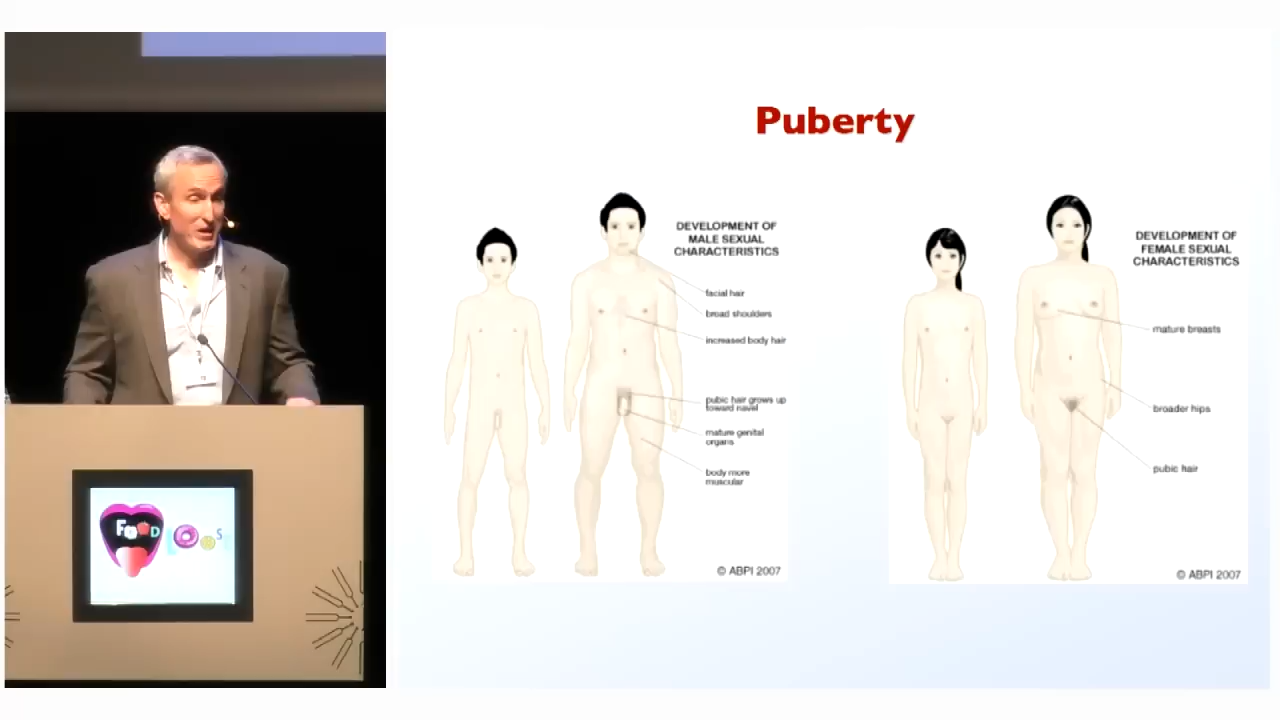 Puberty
DEVELOPMENT OF
MALE SEXUAL
CHARACTERISTICS
facial hair
broad shoulders
increased body hair
pubic hair grows up
toward navel
mature genital
organs
body more
muscular
© ABPI 2007
DEVELOPMENT OF
FEMALE SEXUAL
CHARACTERISTICS
mature breasts
broader hips
pubic hair
© ABPI 2007
FOOD